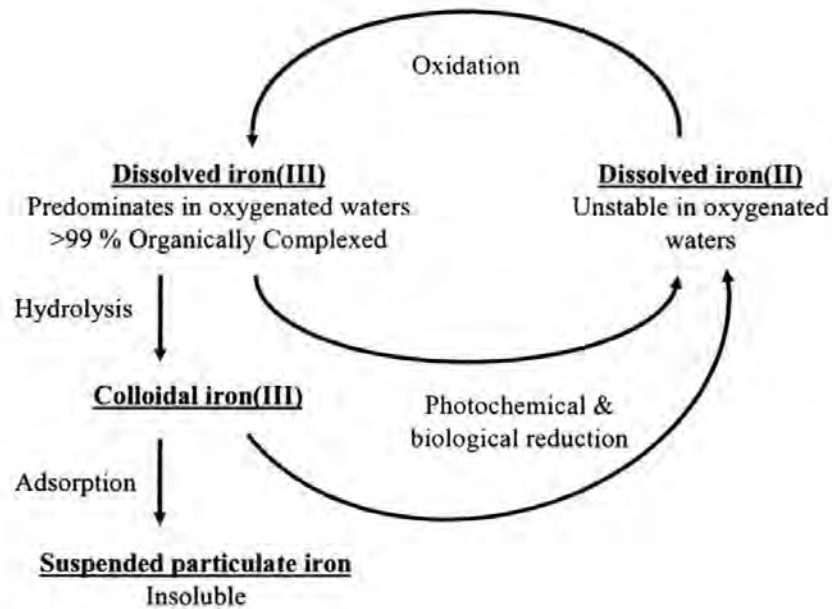 Oxidation
Dissolved iron(III)
Predominates in oxygenated waters
>99 % Organically Complexed
Dissolved iron(II)
Unstable in oxygenated
waters
Hydrolysis
Colloidal iron(III)
Photochemical &
biological reduction
Adsorption
Suspended particulate iron
Insoluble